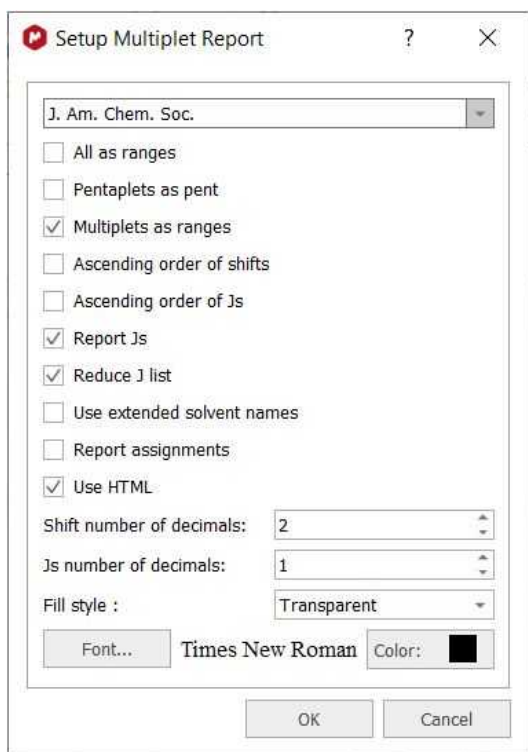 Setup Multiplet Report ?
J. Am. Chem. Soc.
All as ranges
Pentaplets as pent
Multiplets as ranges
Ascending order of shifts
Ascending order of Js
Report Js
Reduce J list
Use extended solvent names
Report assignments
Use HTML
Shift number of decimals: 2
Js number of decimals: 1
Fill style : Transparent
Font... Times New Roman Color:
OK Cancel